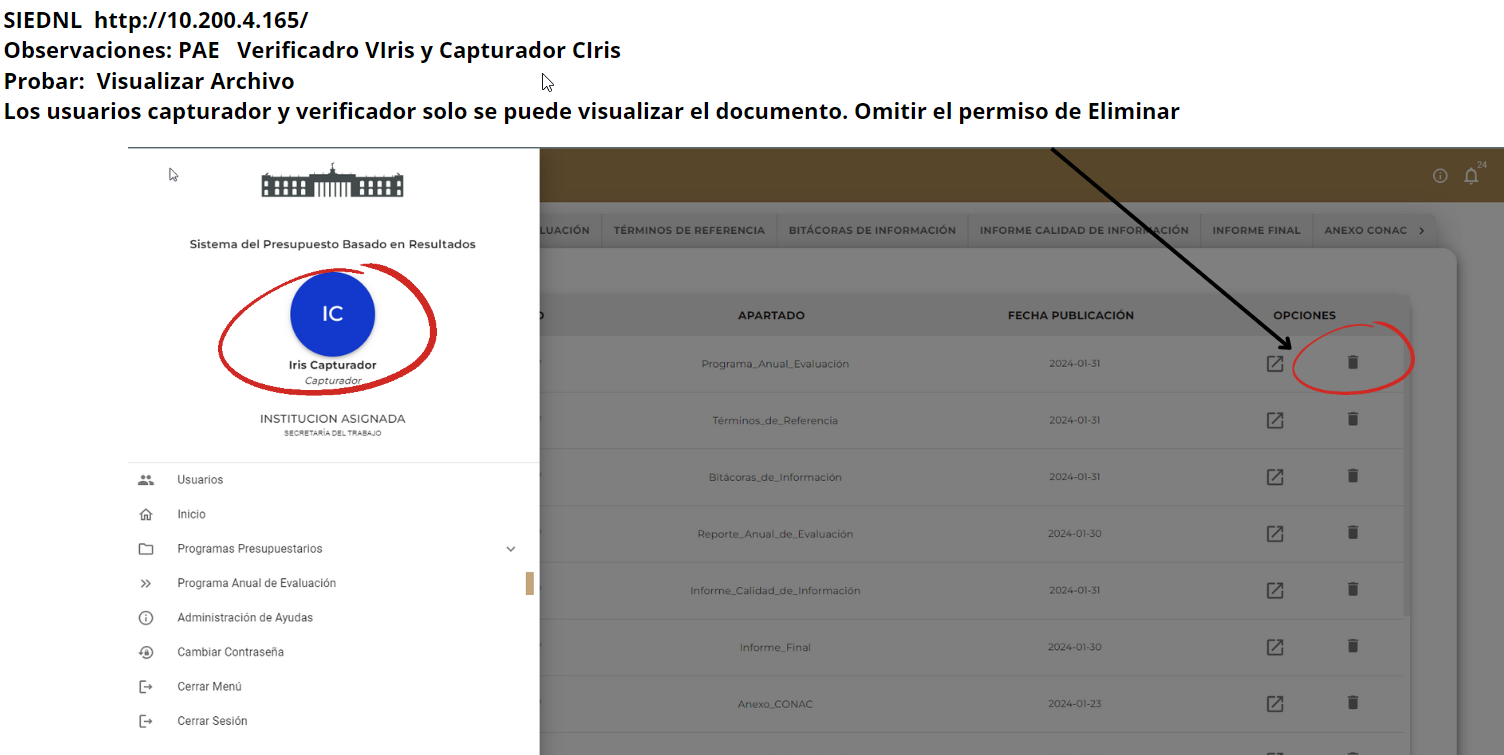 SIEDNL  http://10.200.4.165/
Observaciones: PAE   Verificadro VIris y Capturador CIris
Probar:  Visualizar Archivo
Los usuarios capturador y verificador solo se puede visualizar el documento. Omitir el permiso de Eliminar
24
Sistema del Presupuesto Basado en Resultados
IC
Iris Capturador
Capturador
INSTITUCION ASIGNADA
SECRETARÍA DEL TRABAJO
Usuarios
Inicio
Programas Presupuestarios
Programa Anual de Evaluación
Administración de Ayudas
Cambiar Contraseña
Cerrar Menú
Cerrar Sesión
LUACIÓN TÉRMINOS DE REFERENCIA BITÁCORAS DE INFORMACIÓN INFORME CALIDAD DE INFORMACIÓN INFORME FINAL ANEXO CONAC
APARTADO FECHA PUBLICACIÓN OPCIONES
Programa_Anual_Evaluación 2024-01-31
Términos_de_Referencia 2024-01-31
Bitácoras_de_Información 2024-01-31
Reporte_Anual_de_Evaluación 2024-01-30
Informe_Calidad_de_Información 2024-01-31
Informe_Final 2024-01-30
Anexo_CONAC 2024-01-23